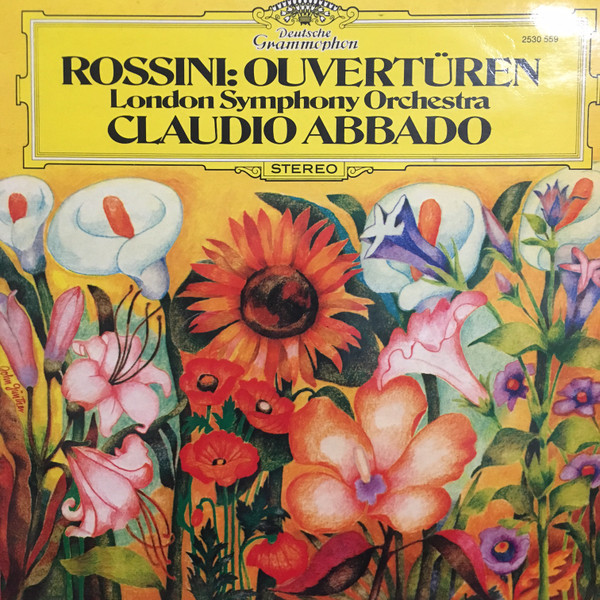 Deutsche
Grammophon
2530 559
ROSSINI: OUVERTÜREN
London Symphony Orchestra
CLAUDIO ABBADO
STEREO